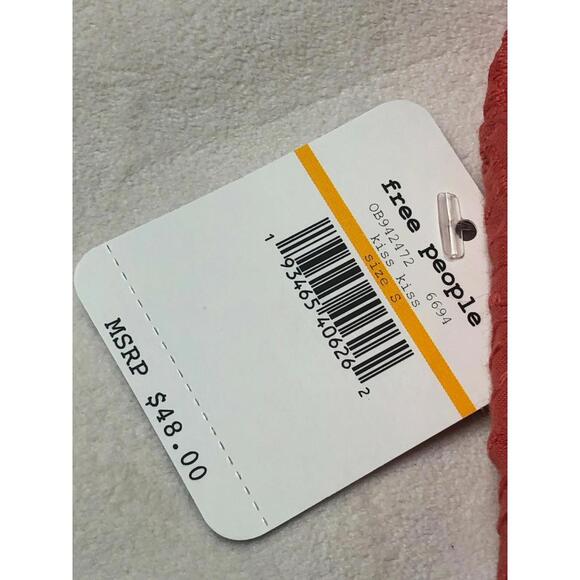 free people
OB942472 6694
kiss kiss
size S
1 93465 40626 2
MSRP $48.00